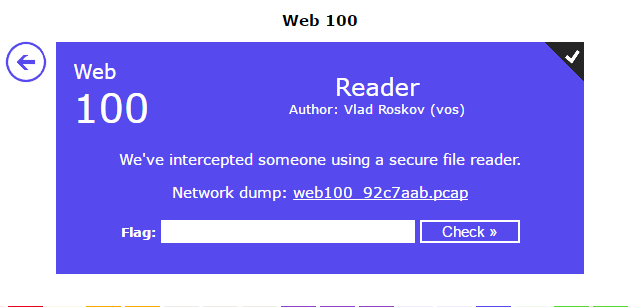 Web 100
Web
100
Reader
Author: Vlad Roskov (vos)
We've intercepted someone using a secure file reader.
Network dump: web100_92c7aab.pcap
Flag:
Check »